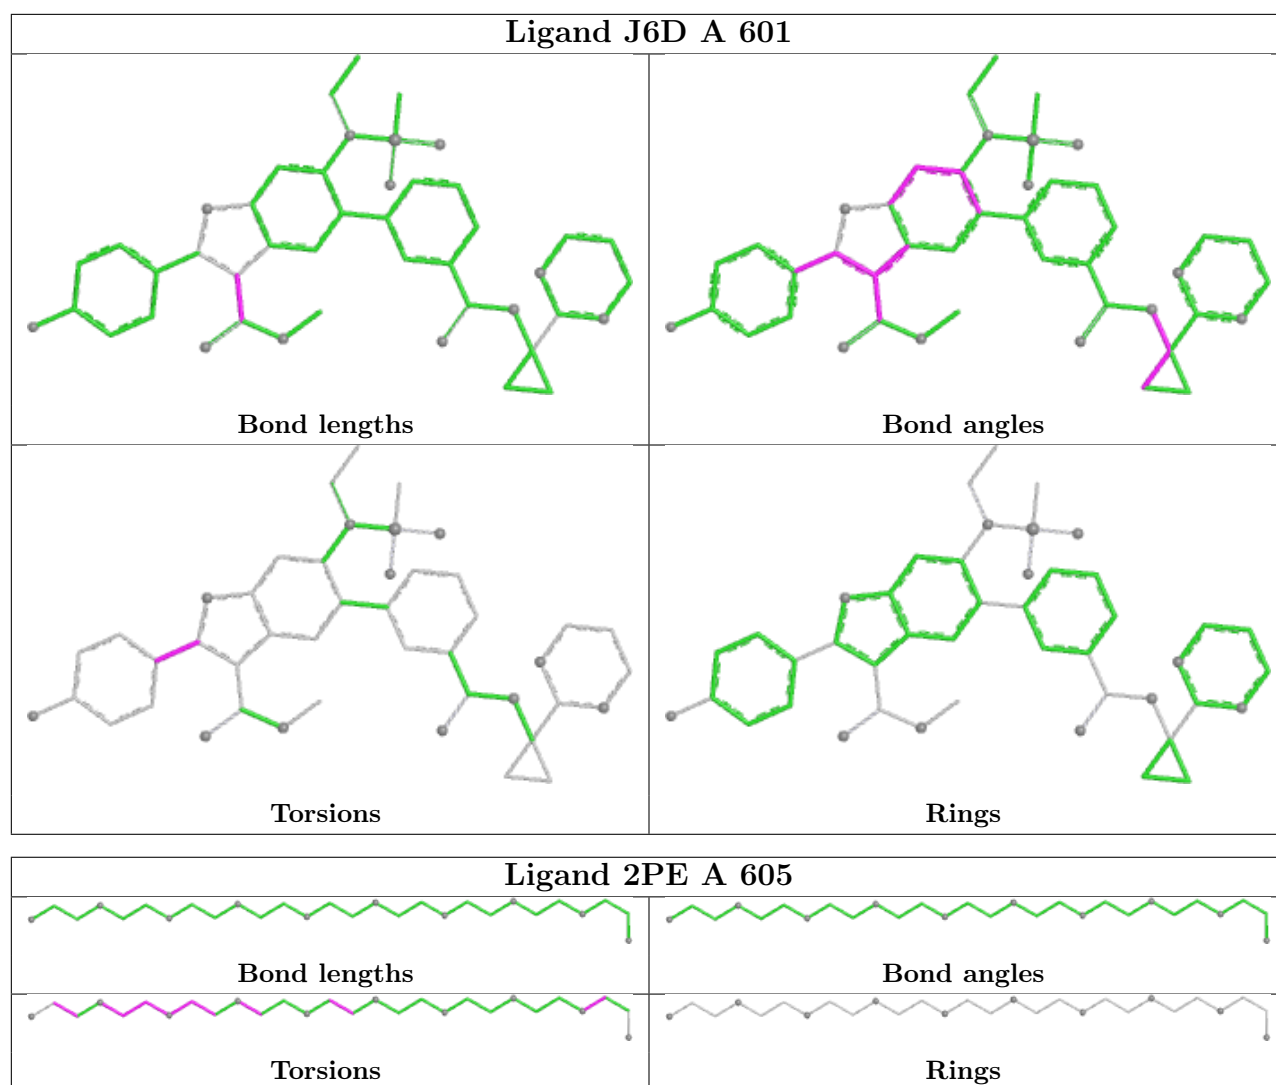 Ligand J6D A 601
Bond lengths
Bond angles
Torsions
Rings
Ligand 2PE A 605
Bond lengths
Bond angles
Torsions
Rings